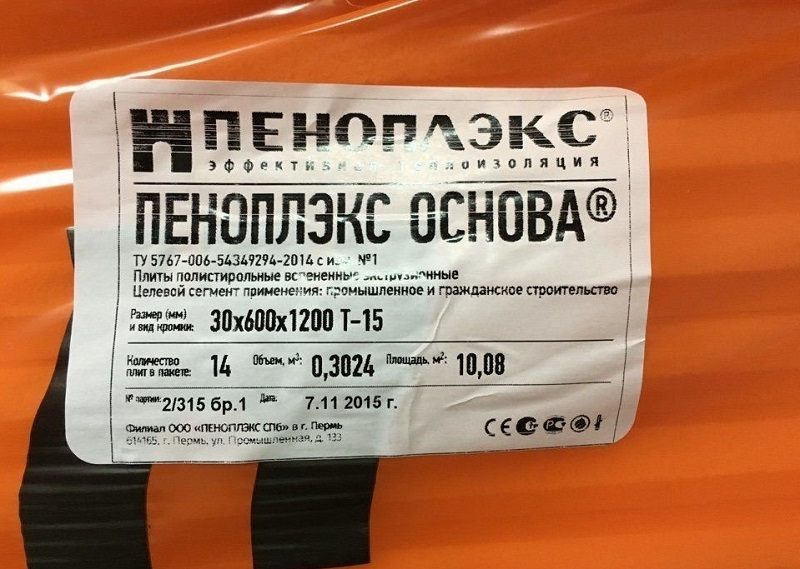 ПЕНОПЛЭКС®
ЭФФЕКТИВНАЯ ТЕПЛОИЗОЛЯЦИЯ
ПЕНОПЛЭКС ОСНОВА®
ТУ 5767-006-54349294-2014 с №1
Плиты полистирольные вспененные экструзионные
Целевой сегмент применения: промышленное и гражданское строительство
Размер (мм)
и вид кромки: 30х600х1200 Т-15
Количество
плит в пакете: 14 Объем, м³: 0,3024 Площадь, м²: 10,08
№ партии: 2/315 бр.1 Дата: 7.11 2015 г.
Филиал ООО «ПЕНОПЛЭКС СПб» в г. Пермь
614065, г. Пермь, ул. Промышленная, д. 133
CE